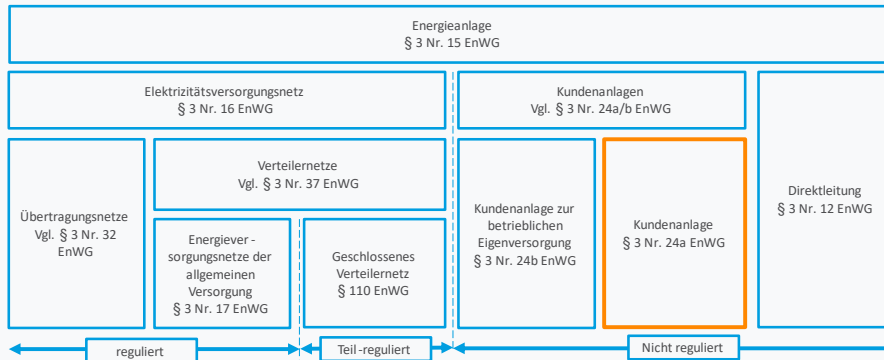 Energieanlage
§ 3 Nr. 15 EnWG
Elektrizitätsversorgungsnetz
§ 3 Nr. 16 EnWG
Kundenanlagen
Vgl. § 3 Nr. 24a/b EnWG
Übertragungsnetze
Vgl. § 3 Nr. 32
EnWG
Verteilernetze
Vgl. § 3 Nr. 37 EnWG
Energiever -
sorgungsnetze der
allgemeinen
Versorgung
§ 3 Nr. 17 EnWG
Geschlossenes
Verteilernetz
§ 110 EnWG
Kundenanlage zur
betrieblichen
Eigenversorgung
§ 3 Nr. 24b EnWG
Kundenanlage
§ 3 Nr. 24a EnWG
Direktleitung
§ 3 Nr. 12 EnWG
reguliert
Teil -reguliert
Nicht reguliert